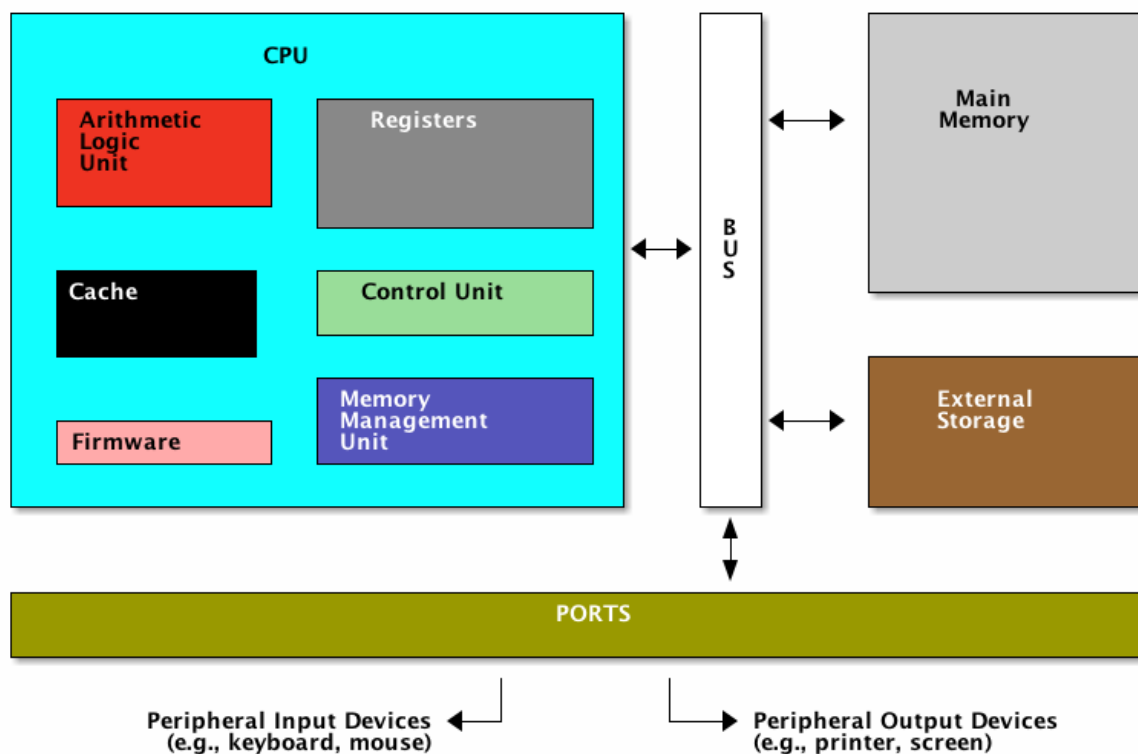 CPU
Arithmetic
Logic
Unit
Registers
Cache
Control Unit
Firmware
Memory
Management
Unit
B
U
S
Main
Memory
External
Storage
PORTS
Peripheral Input Devices
(e.g., keyboard, mouse)
Peripheral Output Devices
(e.g., printer, screen)